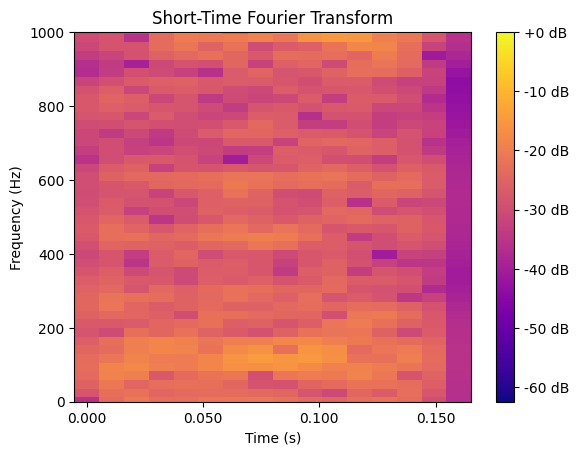 Short-Time Fourier Transform
Frequency (Hz)
1000
800
600
400
200
0
0.000
0.050
0.100
0.150
Time (s)
+0 dB
-10 dB
-20 dB
-30 dB
-40 dB
-50 dB
-60 dB